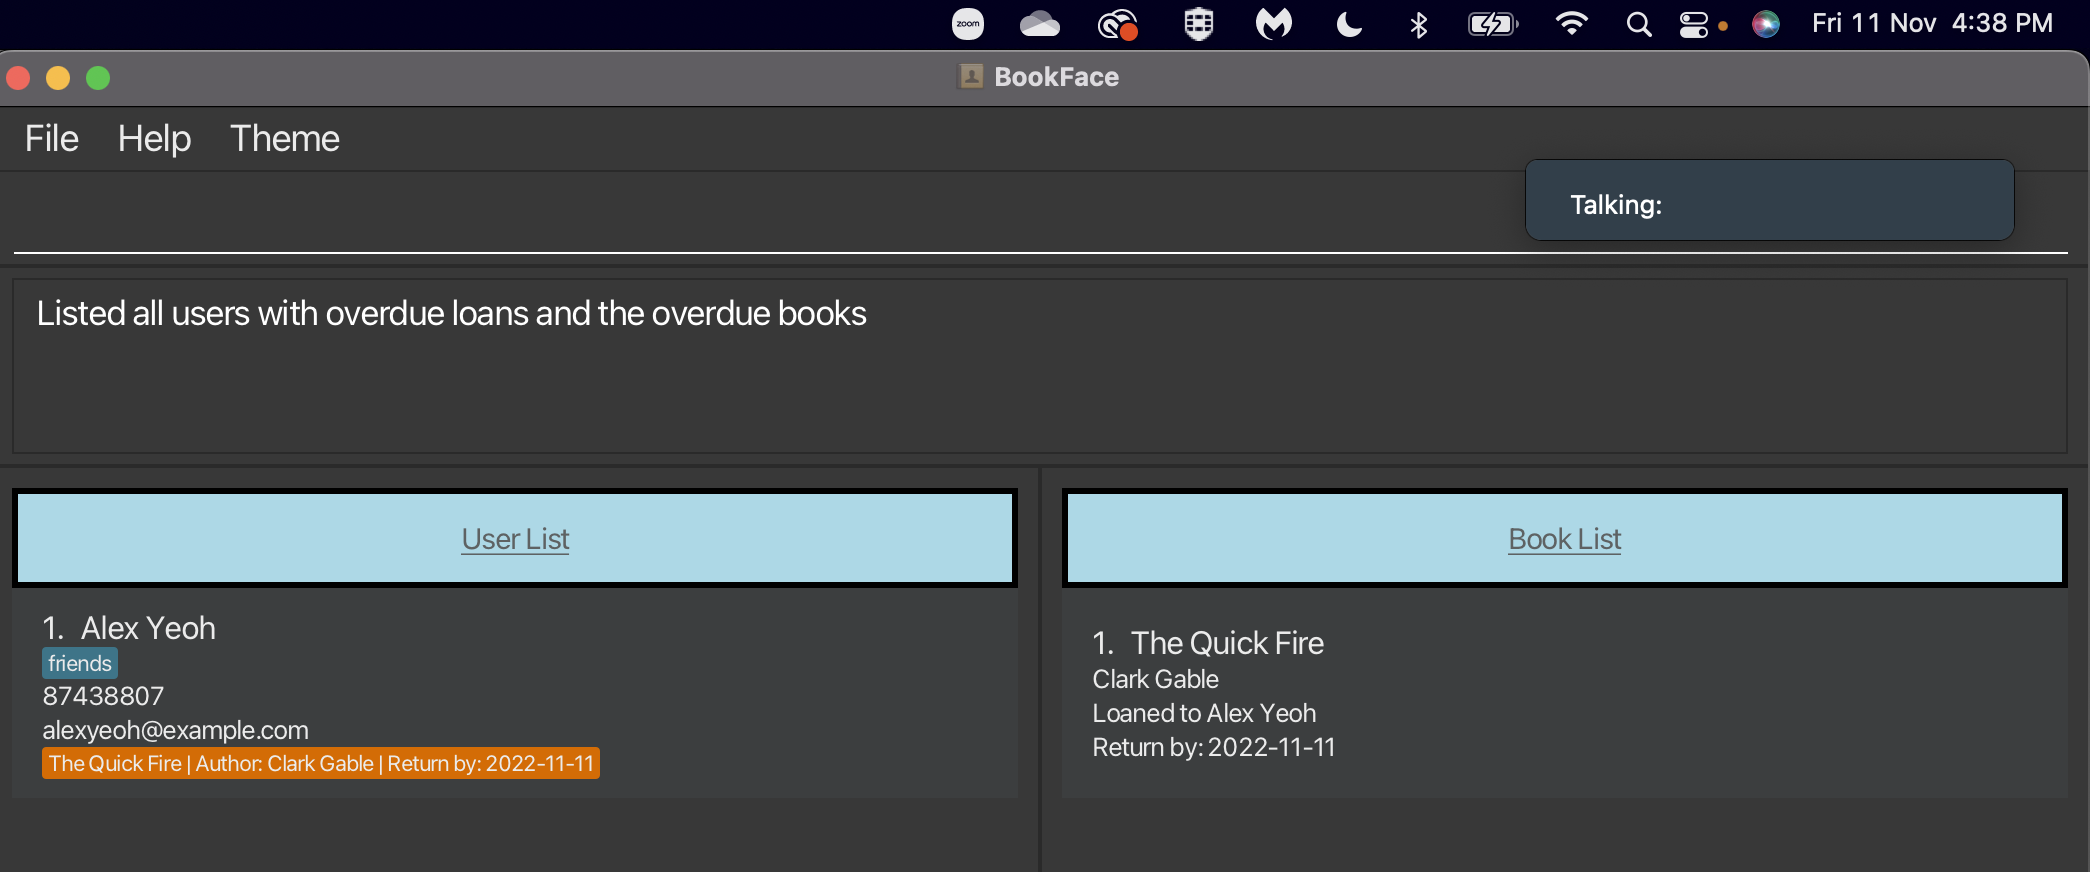 zoom
Fri 11 Nov 4:38 PM
BookFace
File Help Theme
Talking:
Listed all users with overdue loans and the overdue books
User List
1. Alex Yeoh
friends
87438807
alexyeoh@example.com
The Quick Fire | Author: Clark Gable | Return by: 2022-11-11
Book List
1. The Quick Fire
Clark Gable
Loaned to Alex Yeoh
Return by: 2022-11-11